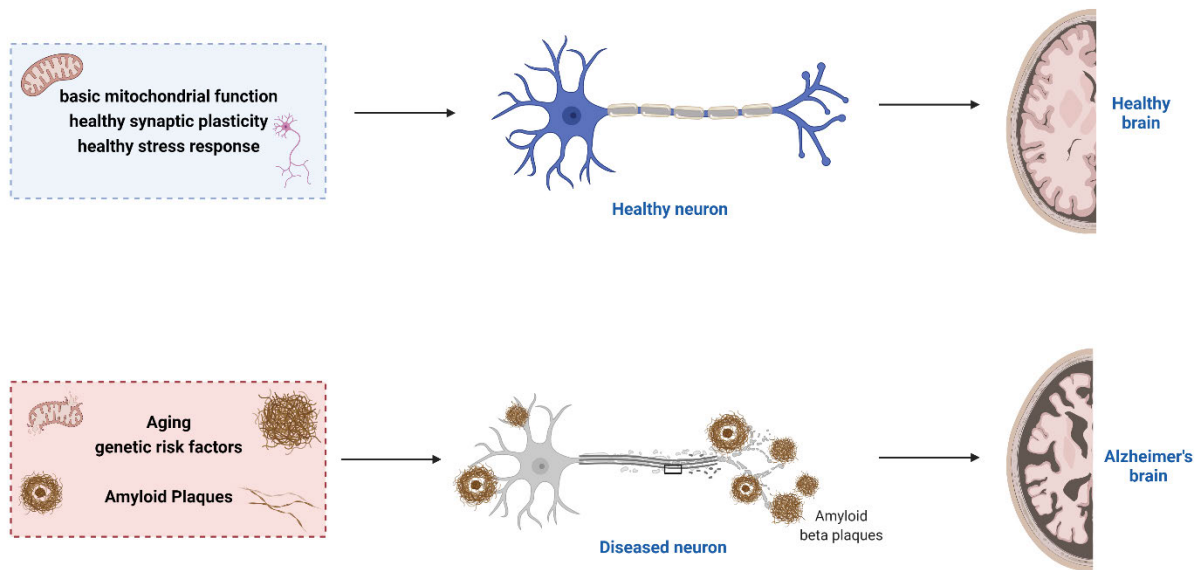 basic mitochondrial function
healthy synaptic plasticity
healthy stress response
Healthy neuron
Healthy
brain
Aging
genetic risk factors
Amyloid Plaques
Amyloid
beta plaques
Diseased neuron
Alzheimer's
brain